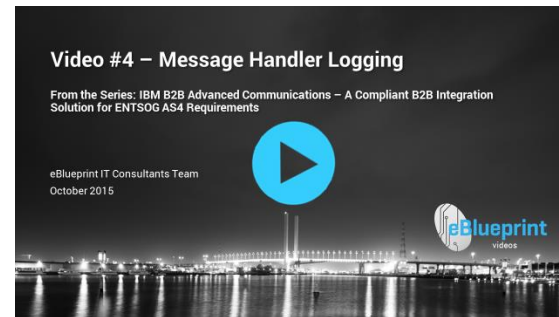 Video #4 – Message Handler Logging
From the Series: IBM B2B Advanced Communications – A Compliant B2B Integration
Solution for ENTSOG AS4 Requirements
eBlueprint IT Consultants Team
October 2015
eBlueprint
videos